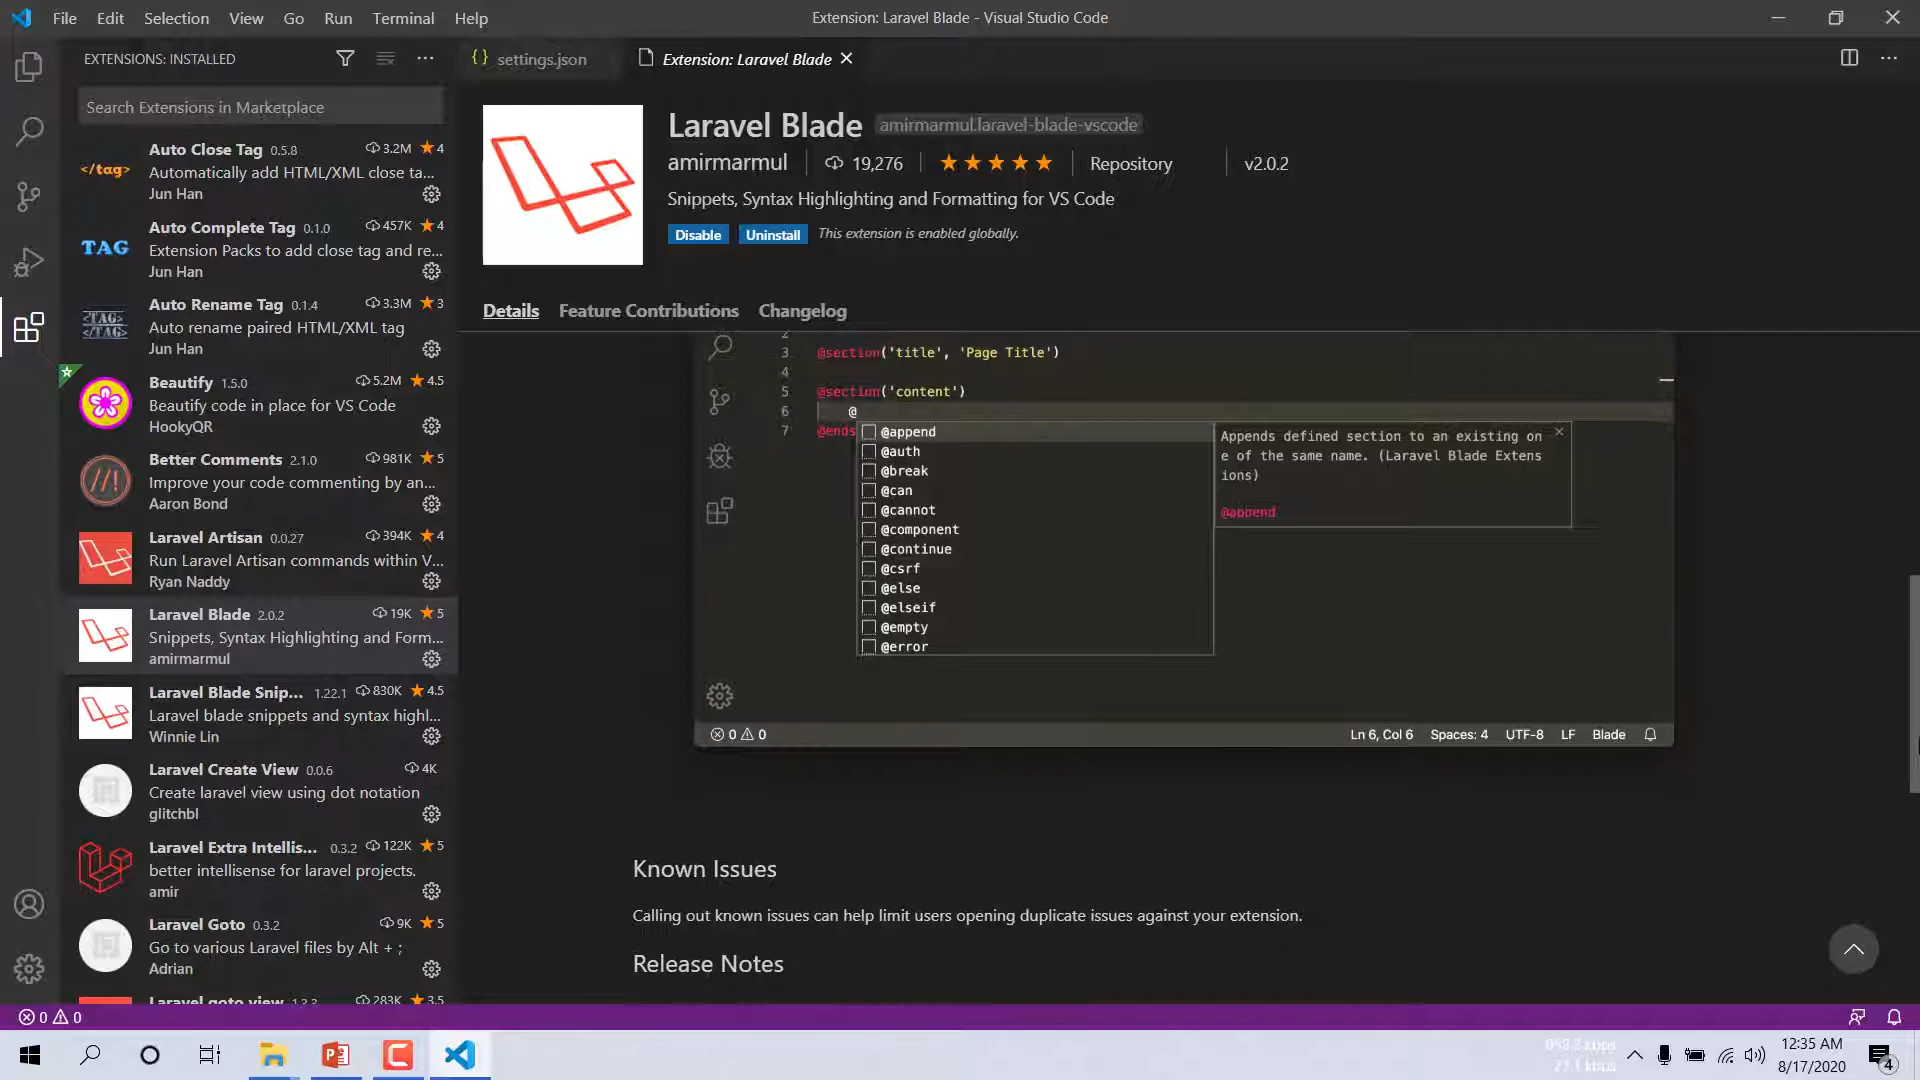 File Edit Selection View Go Run Terminal Help
Extension: Laravel Blade - Visual Studio Code
EXTENSIONS: INSTALLED
Search Extensions in Marketplace
</tag>
Auto Close Tag 0.5.8 3.2M ★4
Automatically add HTML/XML close ta...
Jun Han
TAG
Auto Complete Tag 0.1.0 457K ★4
Extension Packs to add close tag and re...
Jun Han
<TAG>
</TAG>
Auto Rename Tag 0.1.4 3.3M ★3
Auto rename paired HTML/XML tag
Jun Han
Beautify 1.5.0 5.2M ★4.5
Beautify code in place for VS Code
HookyQR
//!
Better Comments 2.1.0 981K ★5
Improve your code commenting by an...
Aaron Bond
Laravel Artisan 0.0.27 394K ★4
Run Laravel Artisan commands within V...
Ryan Naddy
Laravel Blade 2.0.2 19K ★5
Snippets, Syntax Highlighting and Form...
amirmarmul
Laravel Blade Snip... 1.22.1 830K ★4.5
Laravel blade snippets and syntax highl...
Winnie Lin
Laravel Create View 0.0.6 4K
Create laravel view using dot notation
glitchbl
Laravel Extra Intellis... 0.3.2 122K ★5
better intellisense for laravel projects.
amir
Laravel Goto 0.3.2 9K ★5
Go to various Laravel files by Alt + ;
Adrian
Laravel goto view 1.3.3 283K ★3.5
{} settings.json
Extension: Laravel Blade
Laravel Blade amirmarmul.laravel-blade-vscode
amirmarmul 19,276 ★★★★★ Repository v2.0.2
Snippets, Syntax Highlighting and Formatting for VS Code
Disable Uninstall This extension is enabled globally.
Details Feature Contributions Changelog
2
3 @section('title', 'Page Title')
4
5 @section('content')
6 @
7 @ends
@append
@auth
@break
@can
@cannot
@component
@continue
@csrf
@else
@elseif
@empty
@error
Appends defined section to an existing on
e of the same name. (Laravel Blade Extens
ions)
@append
0 0 Ln 6, Col 6 Spaces: 4 UTF-8 LF Blade
Known Issues
Calling out known issues can help limit users opening duplicate issues against your extension.
Release Notes
0 0
12:35 AM
8/17/2020
4